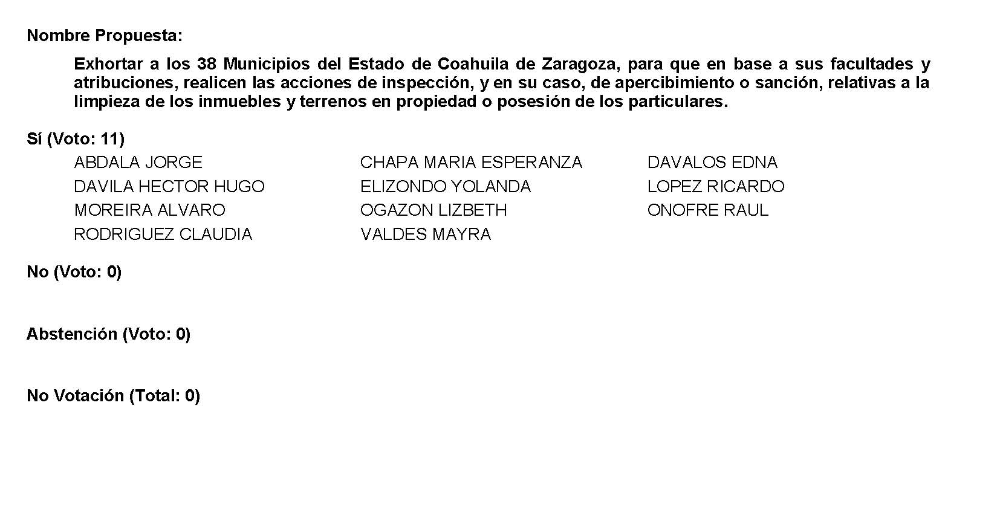 Nombre Propuesta:
Exhortar a los 38 Municipios del Estado de Coahuila de Zaragoza, para que en base a sus facultades y
atribuciones, realicen las acciones de inspección, y en su caso, de apercibimiento o sanción, relativas a la
limpieza de los inmuebles y terrenos en propiedad o posesión de los particulares.
Sí (Voto: 11)
ABDALA JORGE CHAPA MARIA ESPERANZA DAVALOS EDNA
DAVILA HECTOR HUGO ELIZONDO YOLANDA LOPEZ RICARDO
MOREIRA ALVARO OGAZON LIZBETH ONOFRE RAUL
RODRIGUEZ CLAUDIA VALDES MAYRA
No (Voto: 0)
Abstención (Voto: 0)
No Votación (Total: 0)